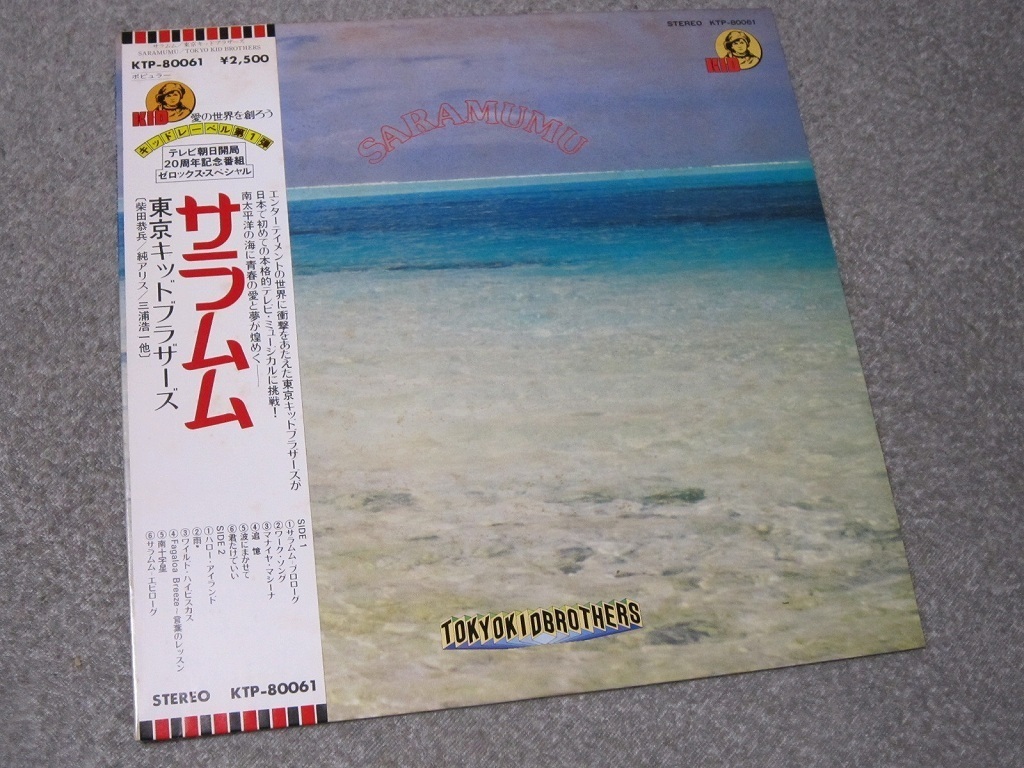 サラムム/東京キッドブラザーズ
SARAMUMU/TOKYO KID BROTHERS
KTP-80061 ¥2,500
ポピュラー
KID
愛の世界を創ろう
キッドレーベル第1弾
テレビ朝日開局
20周年記念番組
ゼロックス・スペシャル
エンターテイメントの世界に衝撃をあたえた東京キッドブラザーズが
日本で初めての本格的テレビ・ミュージカルに挑戦!
南太平洋の海に青春の愛と夢が煌めく——
サラムム
東京キッドブラザーズ
〔柴田恭兵/純アリス/三浦浩一他〕
SIDE 1
①サラムム-プロローグ
②ワーク・ソング
③マナイヤ・マシーナ
④追憶
⑤波にまかせて
⑥君だけでいい
SIDE 2
①ハロー・アイランド
②雨・
③ワイルド・ハイビスカス
④Fagaloa Breeze-言葉のレッスン
⑤南十字星
⑥サラムム-エピローグ
STEREO KTP-80061
STEREO KTP-80061
KID
SARAMUMU
TOKYOKIDBROTHERS